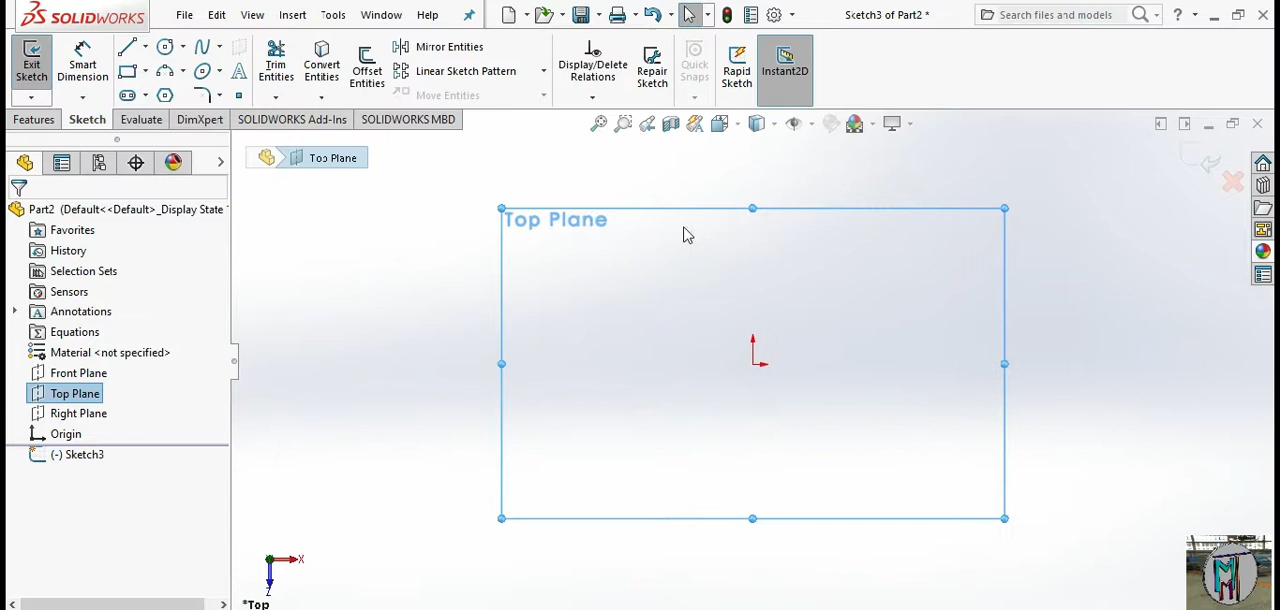 SOLIDWORKS
File Edit View Insert Tools Window Help
Sketch3 of Part2 *
Search files and models
Exit Sketch
Smart Dimension
Trim Entities
Convert Entities
Offset Entities
Mirror Entities
Linear Sketch Pattern
Move Entities
Display/Delete Relations
Repair Sketch
Quick Snaps
Rapid Sketch
Instant2D
Features Sketch Evaluate DimXpert SOLIDWORKS Add-Ins SOLIDWORKS MBD
Top Plane
Part2 (Default<<Default>_Display State
Favorites
History
Selection Sets
Sensors
Annotations
Equations
Material <not specified>
Front Plane
Top Plane
Right Plane
Origin
(-) Sketch3
Top Plane
X
Z
*Top